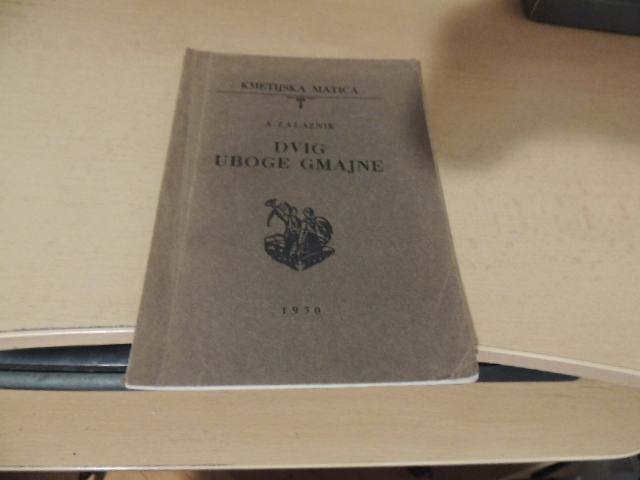 KMETIJSKA MATICA
A. ZALAZNIK
DVIG
UBOGE GMAJNE
1930